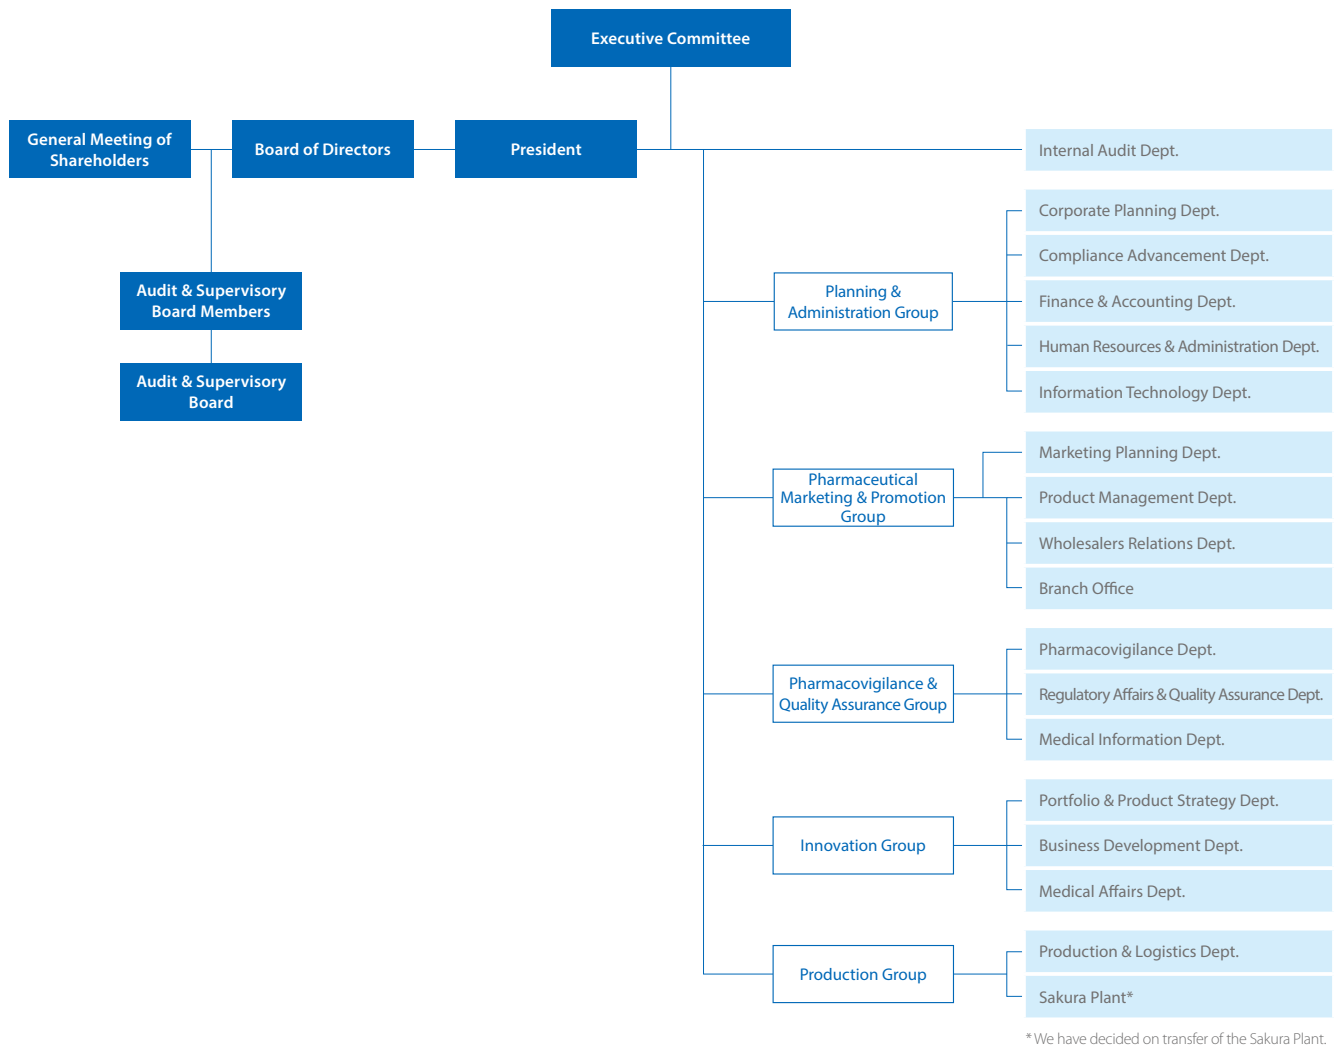 Executive Committee
General Meeting of
Shareholders
Board of Directors
President
Internal Audit Dept.
Audit & Supervisory
Board Members
Audit & Supervisory
Board
Planning &
Administration Group
Corporate Planning Dept.
Compliance Advancement Dept.
Finance & Accounting Dept.
Human Resources & Administration Dept.
Information Technology Dept.
Pharmaceutical
Marketing & Promotion
Group
Marketing Planning Dept.
Product Management Dept.
Wholesalers Relations Dept.
Branch Office
Pharmacovigilance &
Quality Assurance Group
Pharmacovigilance Dept.
Regulatory Affairs & Quality Assurance Dept.
Medical Information Dept.
Innovation Group
Portfolio & Product Strategy Dept.
Business Development Dept.
Medical Affairs Dept.
Production Group
Production & Logistics Dept.
Sakura Plant*
* We have decided on transfer of the Sakura Plant.